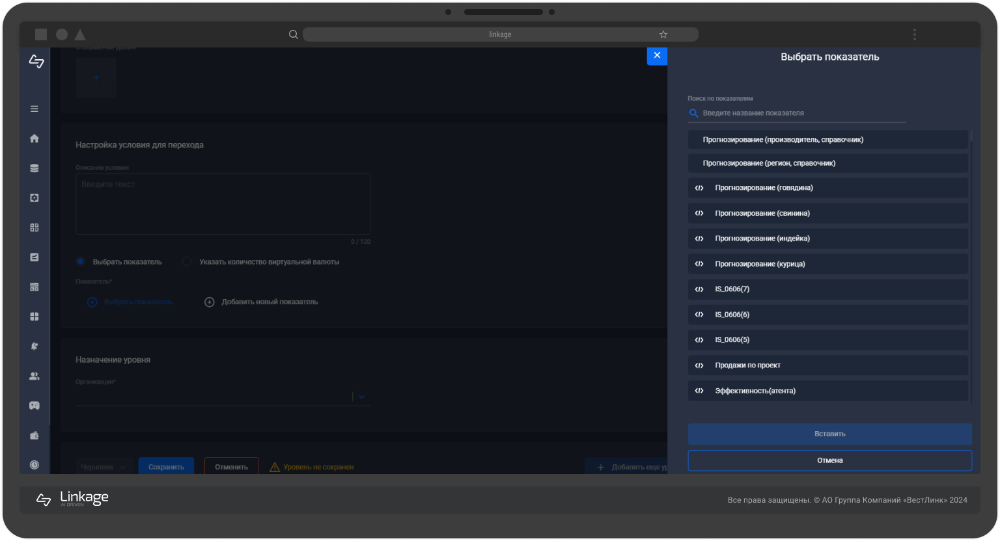 linkage
Отображение уровня
Настройка условия для перехода
Описание условия
Введите текст
0 / 120
Выбрать показатель
Указать количество виртуальной валюты
Показатель*
Выбрать показатель
Добавить новый показатель
Назначение уровня
Организация*
Черновик
Сохранить
Отменить
Уровень не сохранен
Добавить еще ур
Выбрать показатель
Поиск по показателям
Введите название показателя
Прогнозирование (производитель, справочник)
Прогнозирование (регион, справочник)
Прогнозирование (говядина)
Прогнозирование (свинина)
Прогнозирование (индейка)
Прогнозирование (курица)
IS_0606(7)
IS_0606(6)
IS_0606(5)
Продажи по проект
Эффективность(атента)
Вставить
Отмена
Linkage
AI DRIVEN
Все права защищены. © АО Группа Компаний «ВестЛинк» 2024